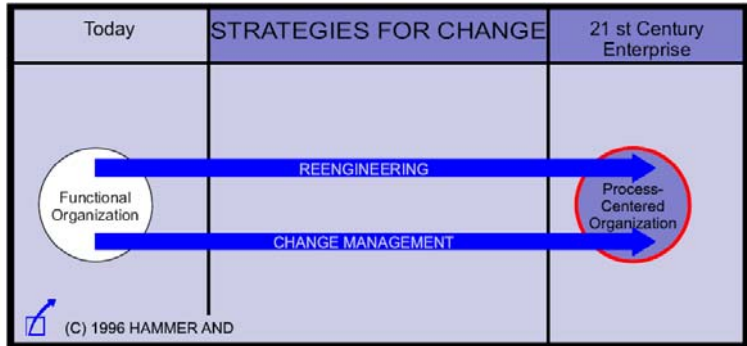 Today
STRATEGIES FOR CHANGE
21 st Century
Enterprise
REENGINEERING
Functional
Organization
Process-
Centered
Organization
CHANGE MANAGEMENT
(C) 1996 HAMMER AND